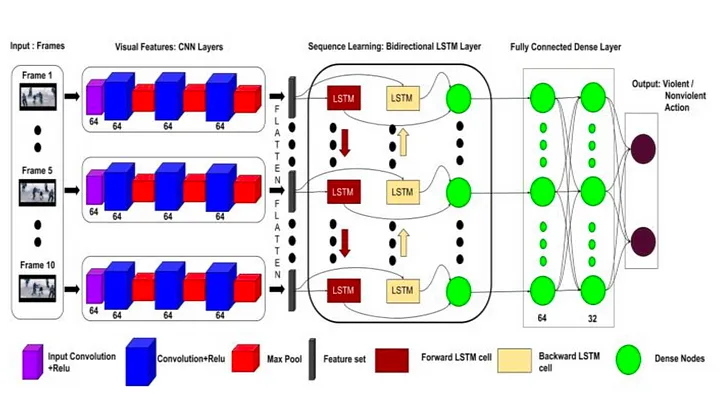 Input : Frames
Visual Features: CNN Layers
Sequence Learning: Bidirectional LSTM Layer
Fully Connected Dense Layer
Output: Violent /
Nonviolent
Action
Frame 1
64
64
64
64
LSTM
LSTM
FLATTEN
Frame 5
64
64
64
64
LSTM
LSTM
FLATTEN
Frame 10
64
64
64
64
LSTM
LSTM
64
32
Input Convolution
+Relu
Convolution+Relu
Max Pool
Feature set
Forward LSTM cell
Backward LSTM
cell
Dense Nodes